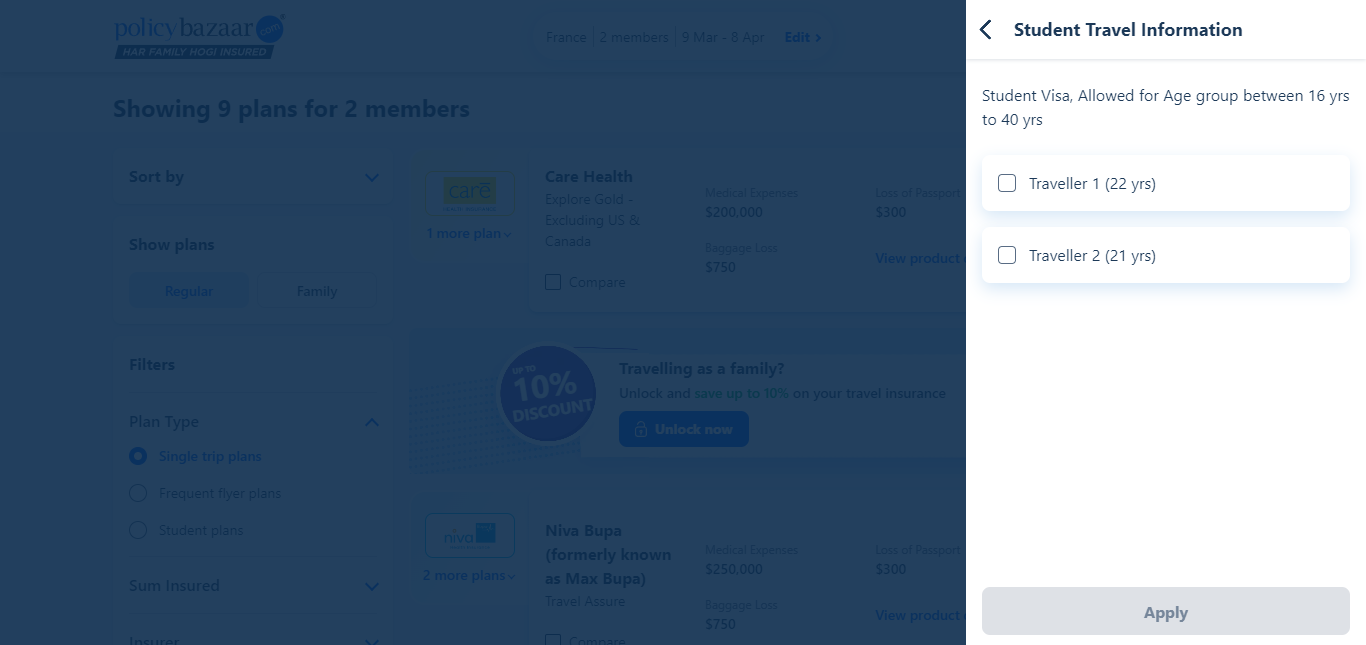 policybazaar.com
HAR FAMILY HOGI INSURED
France
2 members
9 Mar - 8 Apr
Edit
Showing 9 plans for 2 members
Sort by
Show plans
Regular
Family
Filters
Plan Type
Single trip plans
Frequent flyer plans
Student plans
Sum Insured
Insurer
care
1 more plan
Care Health
Explore Gold -
Excluding US &
Canada
Compare
Medical Expenses
$200,000
Baggage Loss
$750
Loss of Passport
$300
View product
UP TO
10%
DISCOUNT
Travelling as a family?
Unlock and save up to 10% on your travel insurance
Unlock now
niva
2 more plans
Niva Bupa
(formerly known
as Max Bupa)
Travel Assure
Compare
Medical Expenses
$250,000
Baggage Loss
$750
Loss of Passport
$300
View product
Student Travel Information
Student Visa, Allowed for Age group between 16 yrs
to 40 yrs
Traveller 1 (22 yrs)
Traveller 2 (21 yrs)
Apply